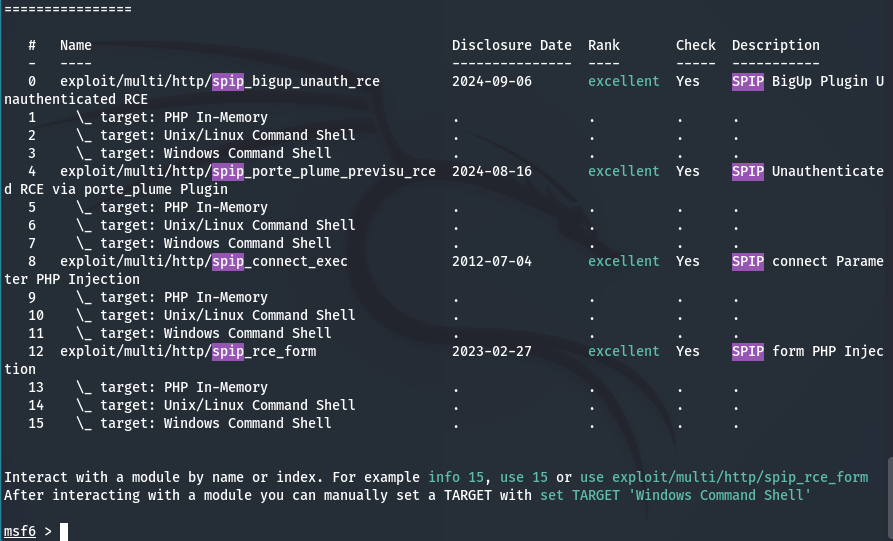 ================
#   Name                                             Disclosure Date  Rank       Check  Description
-   ----                                             ---------------  ----       -----  -----------
0   exploit/multi/http/spip_bigup_unauth_rce         2024-09-06       excellent  Yes    SPIP BigUp Plugin U
nauthenticated RCE
1     \_ target: PHP In-Memory                       .                .          .      .
2     \_ target: Unix/Linux Command Shell            .                .          .      .
3     \_ target: Windows Command Shell               .                .          .      .
4   exploit/multi/http/spip_porte_plume_previsu_rce  2024-08-16       excellent  Yes    SPIP Unauthenticate
d RCE via porte_plume Plugin
5     \_ target: PHP In-Memory                       .                .          .      .
6     \_ target: Unix/Linux Command Shell            .                .          .      .
7     \_ target: Windows Command Shell               .                .          .      .
8   exploit/multi/http/spip_connect_exec             2012-07-04       excellent  Yes    SPIP connect Parame
ter PHP Injection
9     \_ target: PHP In-Memory                       .                .          .      .
10    \_ target: Unix/Linux Command Shell            .                .          .      .
11    \_ target: Windows Command Shell               .                .          .      .
12  exploit/multi/http/spip_rce_form                 2023-02-27       excellent  Yes    SPIP form PHP Injec
tion
13    \_ target: PHP In-Memory                       .                .          .      .
14    \_ target: Unix/Linux Command Shell            .                .          .      .
15    \_ target: Windows Command Shell               .                .          .      .
Interact with a module by name or index. For example info 15, use 15 or use exploit/multi/http/spip_rce_form
After interacting with a module you can manually set a TARGET with set TARGET 'Windows Command Shell'
msf6 >